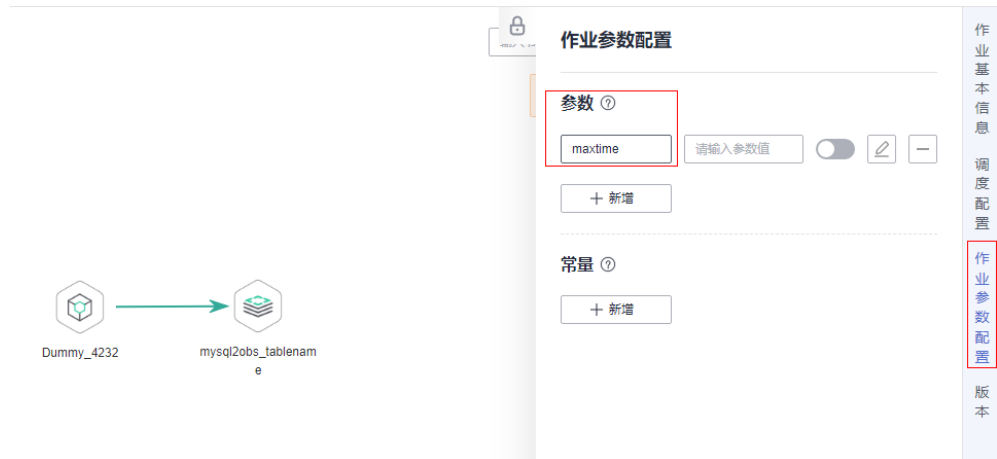 作业参数配置
参数
maxtime
请输入参数值
新增
常量
新增
Dummy_4232
mysql2obs_tablenam
e
作业基本信息
调度配置
作业参数配置
版本